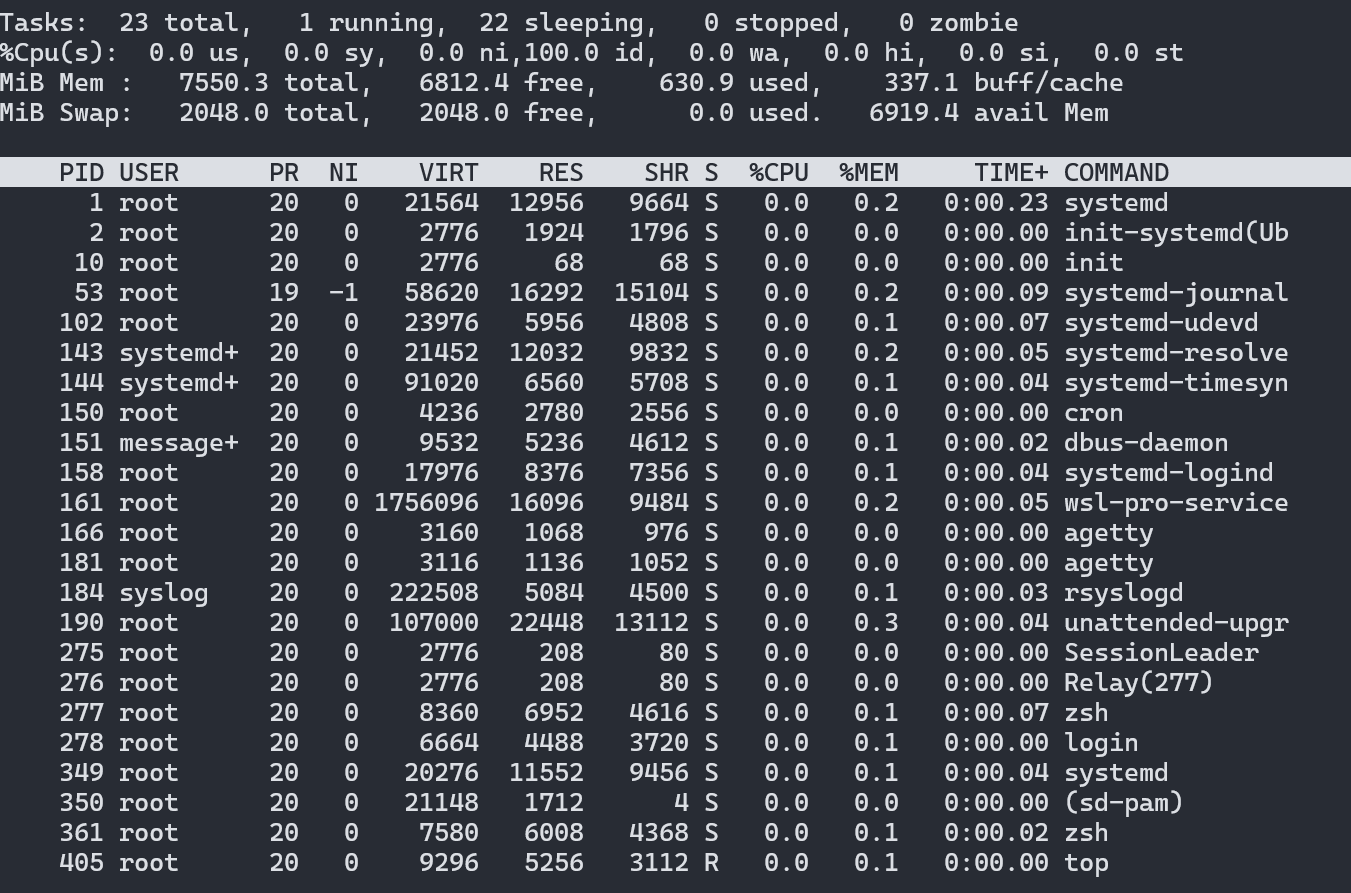 Tasks:  23 total,   1 running,  22 sleeping,   0 stopped,   0 zombie
%Cpu(s):  0.0 us,  0.0 sy,  0.0 ni,100.0 id,  0.0 wa,  0.0 hi,  0.0 si,  0.0 st
MiB Mem :   7550.3 total,   6812.4 free,    630.9 used,    337.1 buff/cache
MiB Swap:   2048.0 total,   2048.0 free,      0.0 used.   6919.4 avail Mem
    PID USER      PR  NI    VIRT    RES    SHR S  %CPU  %MEM     TIME+ COMMAND
      1 root      20   0   21564  12956   9664 S   0.0   0.2   0:00.23 systemd
      2 root      20   0    2776   1924   1796 S   0.0   0.0   0:00.00 init-systemd(Ub
     10 root      20   0    2776     68     68 S   0.0   0.0   0:00.00 init
     53 root      19  -1   58620  16292  15104 S   0.0   0.2   0:00.09 systemd-journal
    102 root      20   0   23976   5956   4808 S   0.0   0.1   0:00.07 systemd-udevd
    143 systemd+  20   0   21452  12032   9832 S   0.0   0.2   0:00.05 systemd-resolve
    144 systemd+  20   0   91020   6560   5708 S   0.0   0.1   0:00.04 systemd-timesyn
    150 root      20   0    4236   2780   2556 S   0.0   0.0   0:00.00 cron
    151 message+  20   0    9532   5236   4612 S   0.0   0.1   0:00.02 dbus-daemon
    158 root      20   0   17976   8376   7356 S   0.0   0.1   0:00.04 systemd-logind
    161 root      20   0 1756096  16096   9484 S   0.0   0.2   0:00.05 wsl-pro-service
    166 root      20   0    3160   1068    976 S   0.0   0.0   0:00.00 agetty
    181 root      20   0    3116   1136   1052 S   0.0   0.0   0:00.00 agetty
    184 syslog    20   0  222508   5084   4500 S   0.0   0.1   0:00.03 rsyslogd
    190 root      20   0  107000  22448  13112 S   0.0   0.3   0:00.04 unattended-upgr
    275 root      20   0    2776    208     80 S   0.0   0.0   0:00.00 SessionLeader
    276 root      20   0    2776    208     80 S   0.0   0.0   0:00.00 Relay(277)
    277 root      20   0    8360   6952   4616 S   0.0   0.1   0:00.07 zsh
    278 root      20   0    6664   4488   3720 S   0.0   0.1   0:00.00 login
    349 root      20   0   20276  11552   9456 S   0.0   0.1   0:00.04 systemd
    350 root      20   0   21148   1712      4 S   0.0   0.0   0:00.00 (sd-pam)
    361 root      20   0    7580   6008   4368 S   0.0   0.1   0:00.02 zsh
    405 root      20   0    9296   5256   3112 R   0.0   0.1   0:00.00 top